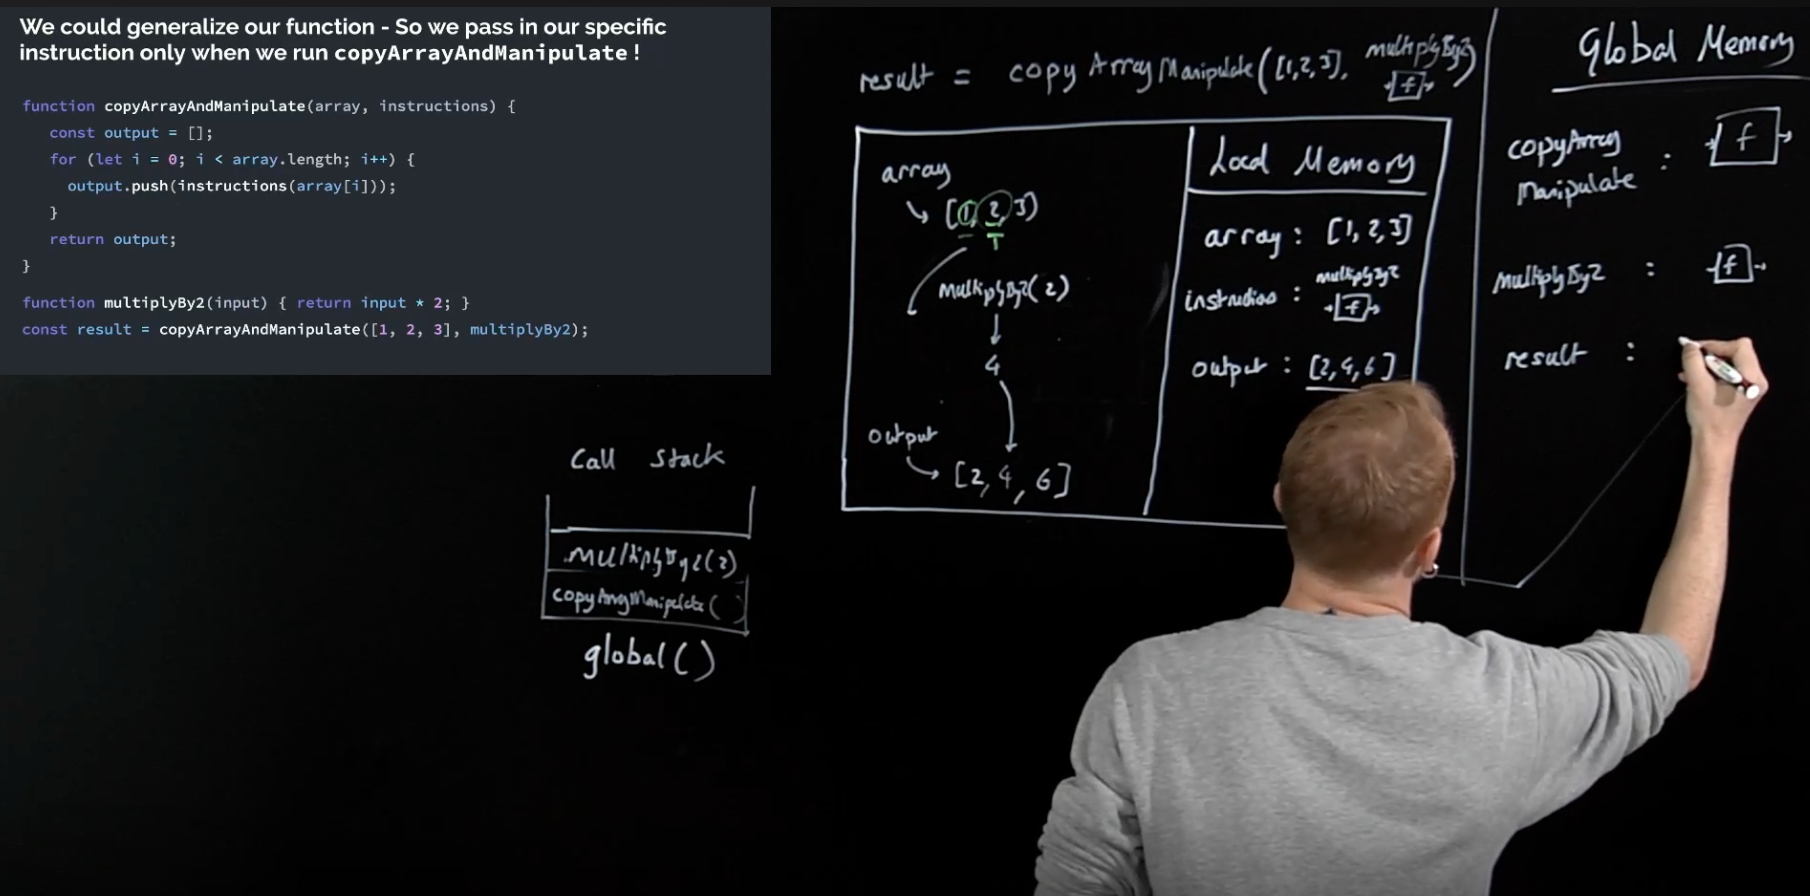 We could generalize our function - So we pass in our specific
instruction only when we run copyArrayAndManipulate !
function copyArrayAndManipulate(array, instructions) {
const output = [];
for (let i = 0; i < array.length; i++) {
output.push(instructions(array[i]));
}
return output;
}
function multiplyBy2(input) { return input * 2; }
const result = copyArrayAndManipulate([1, 2, 3], multiplyBy2);
result = copyArrayManipulate([1,2,3], multiplyBy2)
f
array
[1, 2, 3]
multiplyBy2(2)
4
output
[2, 4, 6]
Local Memory
array : [1, 2, 3]
multiplyBy2
instructions : f
output : [2, 4, 6]
Global Memory
copyArray
Manipulate : f
multiplyBy2 : f
result :
Call Stack
multiplyBy2(2)
copyArrayManipulate( )
global()